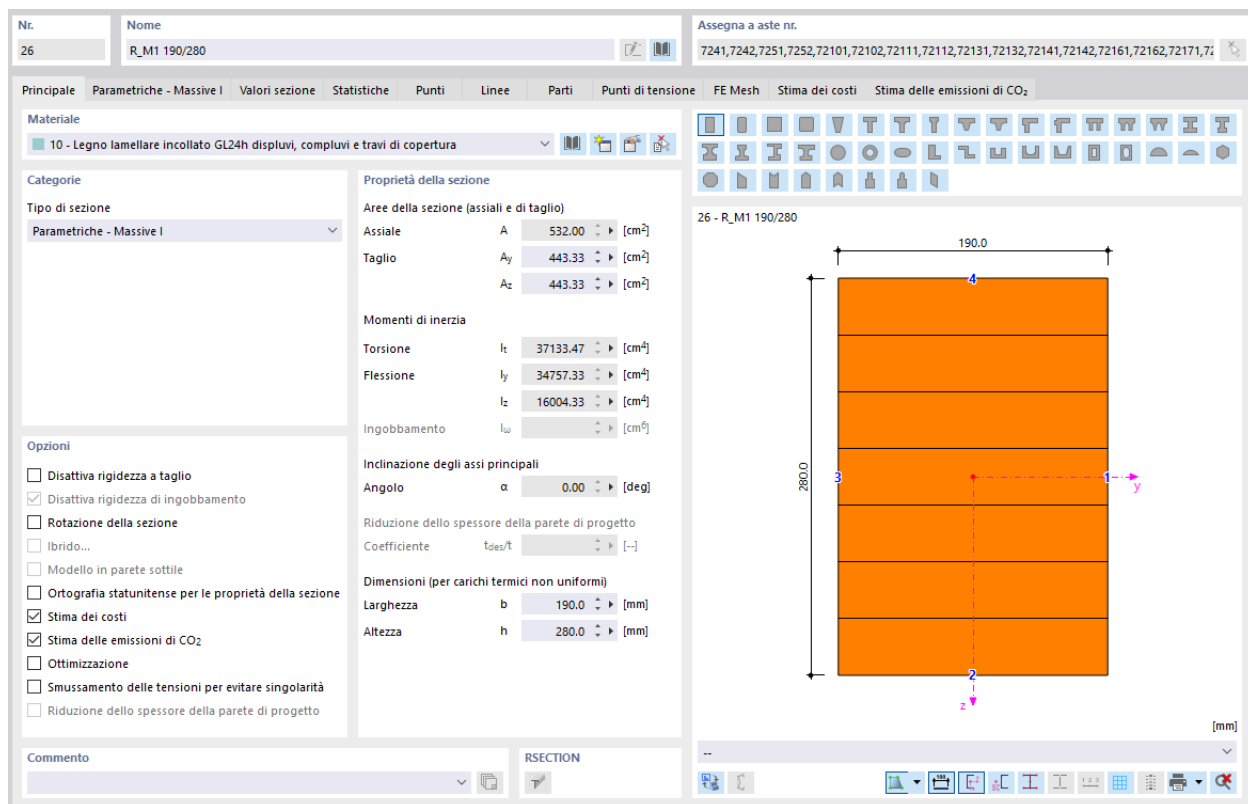 Nr.
26
Nome
R_M1 190/280
Assegna a aste nr.
7241,7242,7251,7252,72101,72102,72111,72112,72131,72132,72141,72142,72161,72162,72171,72
Principale Parametriche - Massive I Valori sezione Statistiche Punti Linee Parti Punti di tensione FE Mesh Stima dei costi Stima delle emissioni di CO₂
Materiale
10 - Legno lamellare incollato GL24h displuvi, compluvi e travi di copertura
Categorie
Tipo di sezione
Parametriche - Massive I
Opzioni
Disattiva rigidezza a taglio
Disattiva rigidezza di ingobbamento
Rotazione della sezione
Ibrido...
Modello in parete sottile
Ortografia statunitense per le proprietà della sezione
Stima dei costi
Stima delle emissioni di CO₂
Ottimizzazione
Smussamento delle tensioni per evitare singolarità
Riduzione dello spessore della parete di progetto
Proprietà della sezione
Aree della sezione (assiali e di taglio)
Assiale A 532.00 [cm²]
Taglio Ay 443.33 [cm²]
Az 443.33 [cm²]
Momenti di inerzia
Torsione It 37133.47 [cm⁴]
Flessione Iy 34757.33 [cm⁴]
Iz 16004.33 [cm⁴]
Ingobbamento Iω [cm⁶]
Inclinazione degli assi principali
Angolo α 0.00 [deg]
Riduzione dello spessore della parete di progetto
Coefficiente tdes/t [--]
Dimensioni (per carichi termici non uniformi)
Larghezza b 190.0 [mm]
Altezza h 280.0 [mm]
26 - R_M1 190/280
190.0
4
280.0
3
1
y
2
z
[mm]
--
Commento
RSECTION
100
1 2 3